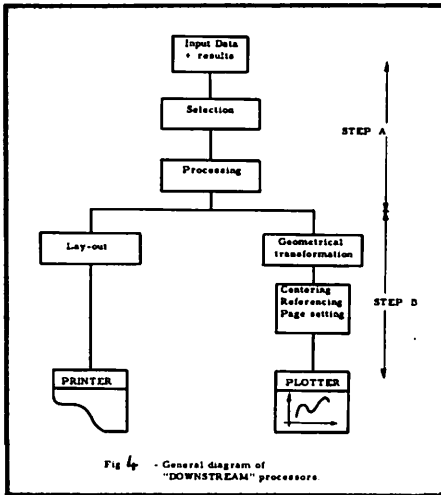 Input Data
+ results
Selection
STEP A
Processing
Lay-out
Geometrical
transformation
Centering
Referencing
Page setting
STEP B
PRINTER
PLOTTER
Fig 4 - General diagram of
"DOWNSTREAM" processors.